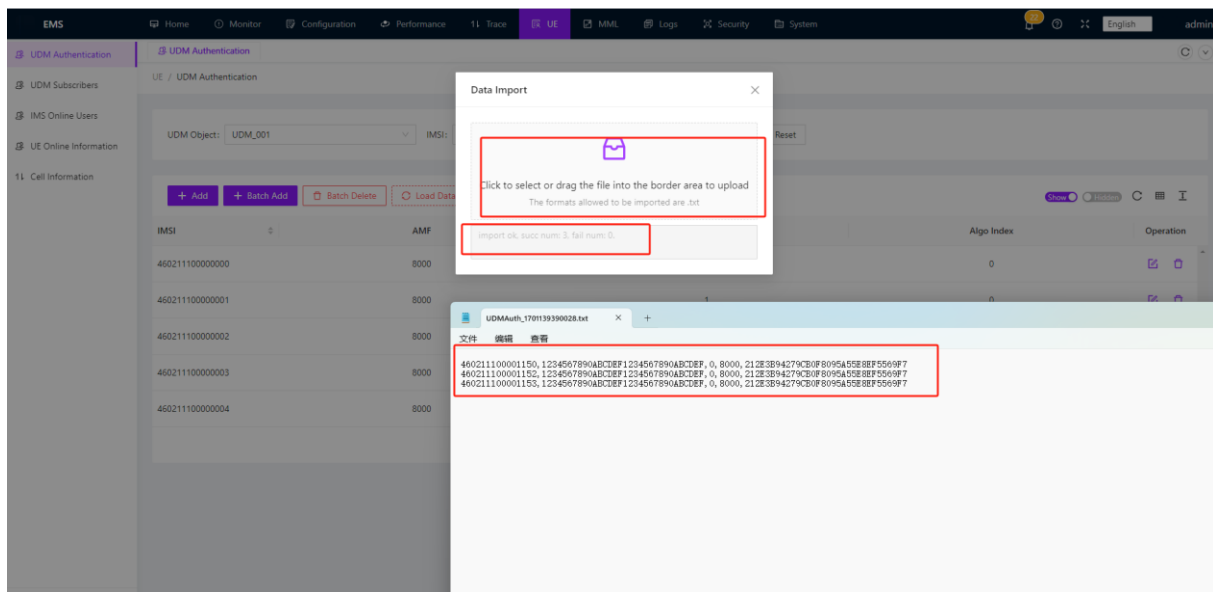 EMS Home Monitor Configuration Performance Trace UE MML Logs Security System English admin
UDM Authentication
UDM Subscribers
IMS Online Users
UE Online Information
Cell Information
UDM Authentication
UE / UDM Authentication
UDM Object: UDM_001 IMSI: Reset
+ Add + Batch Add Batch Delete Load Data Show Hidden
IMSI AMF Algo Index Operation
460211100000000 8000 0
460211100000001 8000 1 0
460211100000002 8000
460211100000003 8000
460211100000004 8000
Data Import
Click to select or drag the file into the border area to upload
The formats allowed to be imported are .txt
import ok, succ num: 3, fail num: 0.
UDMAuth_1701139390028.txt
文件 编辑 查看
460211100001150,1234567890ABCDEF1234567890ABCDEF,0,8000,212E3B94279CB0F8095A55E8EF5569F7
460211100001152,1234567890ABCDEF1234567890ABCDEF,0,8000,212E3B94279CB0F8095A55E8EF5569F7
460211100001153,1234567890ABCDEF1234567890ABCDEF,0,8000,212E3B94279CB0F8095A55E8EF5569F7